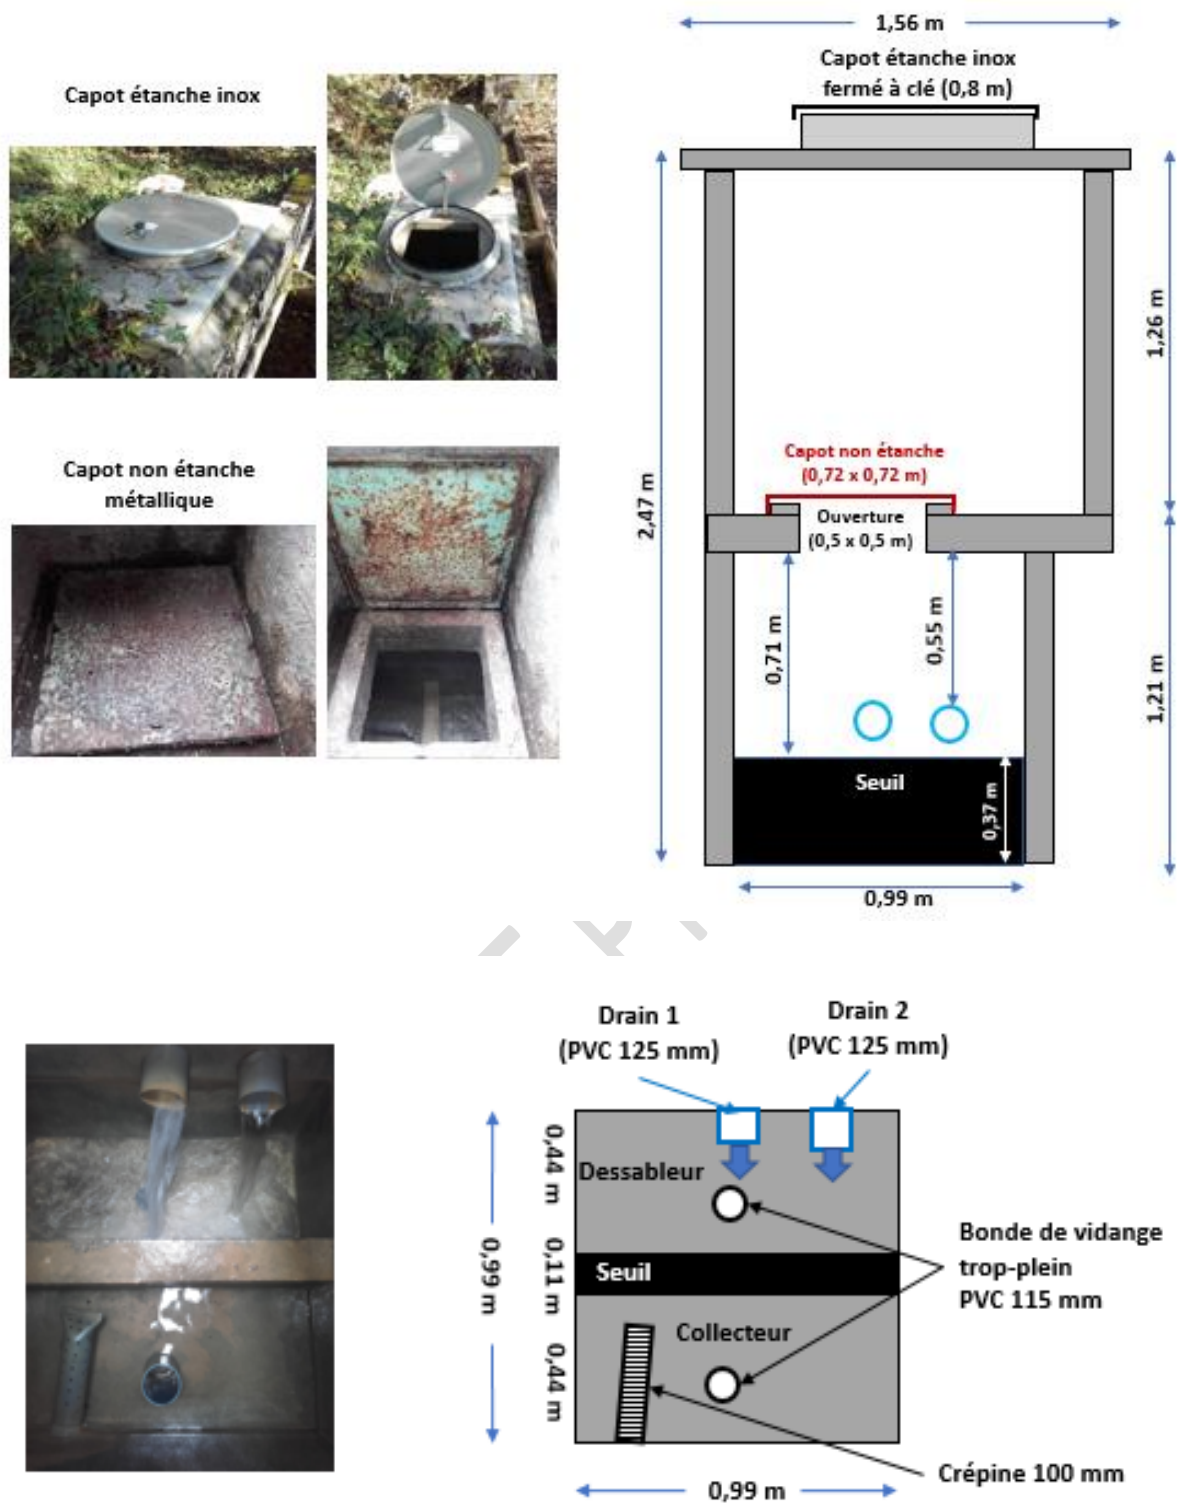 1,56 m
Capot étanche inox
fermé à clé (0,8 m)
Capot étanche inox
1,26 m
2,47 m
Capot non étanche
(0,72 x 0,72 m)
Capot non étanche
métallique
Ouverture
(0,5 x 0,5 m)
0,71 m
0,55 m
1,21 m
Seuil
0,37 m
0,99 m
Drain 1
(PVC 125 mm)
Drain 2
(PVC 125 mm)
0,44 m
Dessableur
0,99 m
0,11 m
Seuil
Bonde de vidange
trop-plein
PVC 115 mm
0,44 m
Collecteur
Crépine 100 mm
0,99 m